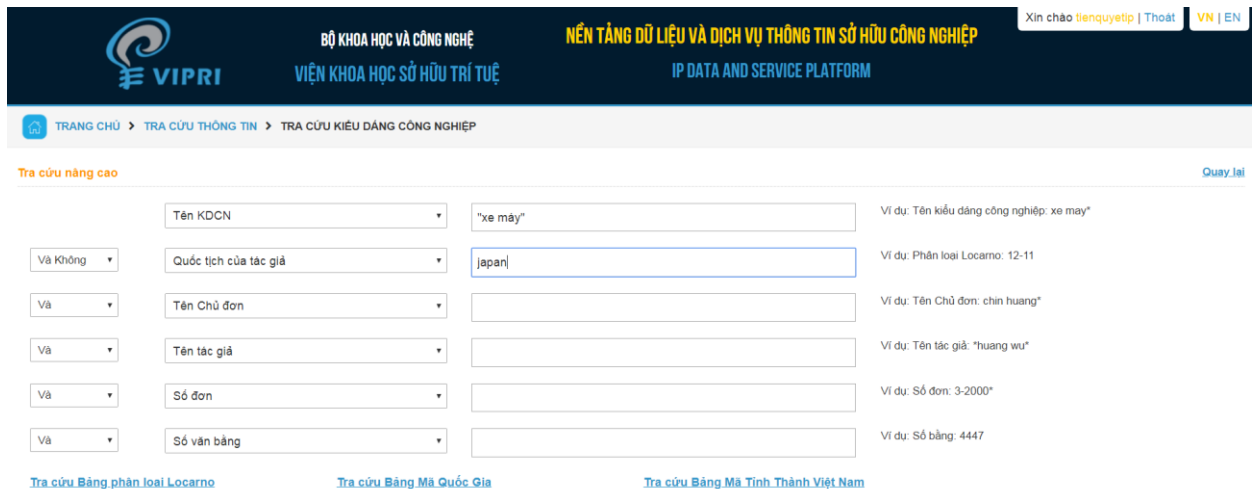 Xin chào tienquyetip | Thoát VN | EN
VIPRI
BỘ KHOA HỌC VÀ CÔNG NGHỆ
VIỆN KHOA HỌC SỞ HỮU TRÍ TUỆ
NỀN TẢNG DỮ LIỆU VÀ DỊCH VỤ THÔNG TIN SỞ HỮU CÔNG NGHIỆP
IP DATA AND SERVICE PLATFORM
TRANG CHỦ > TRA CỨU THÔNG TIN > TRA CỨU KIỂU DÁNG CÔNG NGHIỆP
Tra cứu nâng cao Quay lại
Tên KDCN "xe máy" Ví dụ: Tên kiểu dáng công nghiệp: xe may*
Và Không Quốc tịch của tác giả japan Ví dụ: Phân loại Locarno: 12-11
Và Tên Chủ đơn Ví dụ: Tên Chủ đơn: chin huang*
Và Tên tác giả Ví dụ: Tên tác giả: "huang wu"
Và Số đơn Ví dụ: Số đơn: 3-2000*
Và Số văn bằng Ví dụ: Số bằng: 4447
Tra cứu Bảng phân loại Locarno Tra cứu Bảng Mã Quốc Gia Tra cứu Bảng Mã Tỉnh Thành Việt Nam